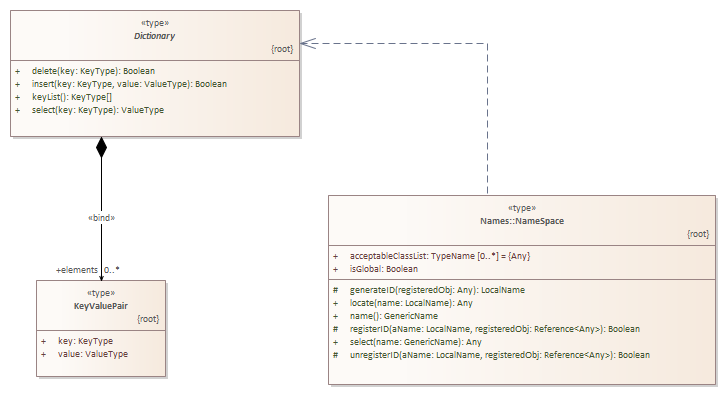 «type»
Dictionary
{root}
+ delete(key: KeyType): Boolean
+ insert(key: KeyType, value: ValueType): Boolean
+ keyList(): KeyType[]
+ select(key: KeyType): ValueType
«bind»
+elements 0..*
«type»
KeyValuePair
{root}
+ key: KeyType
+ value: ValueType
«type»
Names::NameSpace
{root}
+ acceptableClassList: TypeName [0..*] = {Any}
+ isGlobal: Boolean
# generateID(registeredObj: Any): LocalName
+ locate(name: LocalName): Any
+ name(): GenericName
# registerID(aName: LocalName, registeredObj: Reference<Any>): Boolean
+ select(name: GenericName): Any
# unregisterID(aName: LocalName, registeredObj: Reference<Any>): Boolean